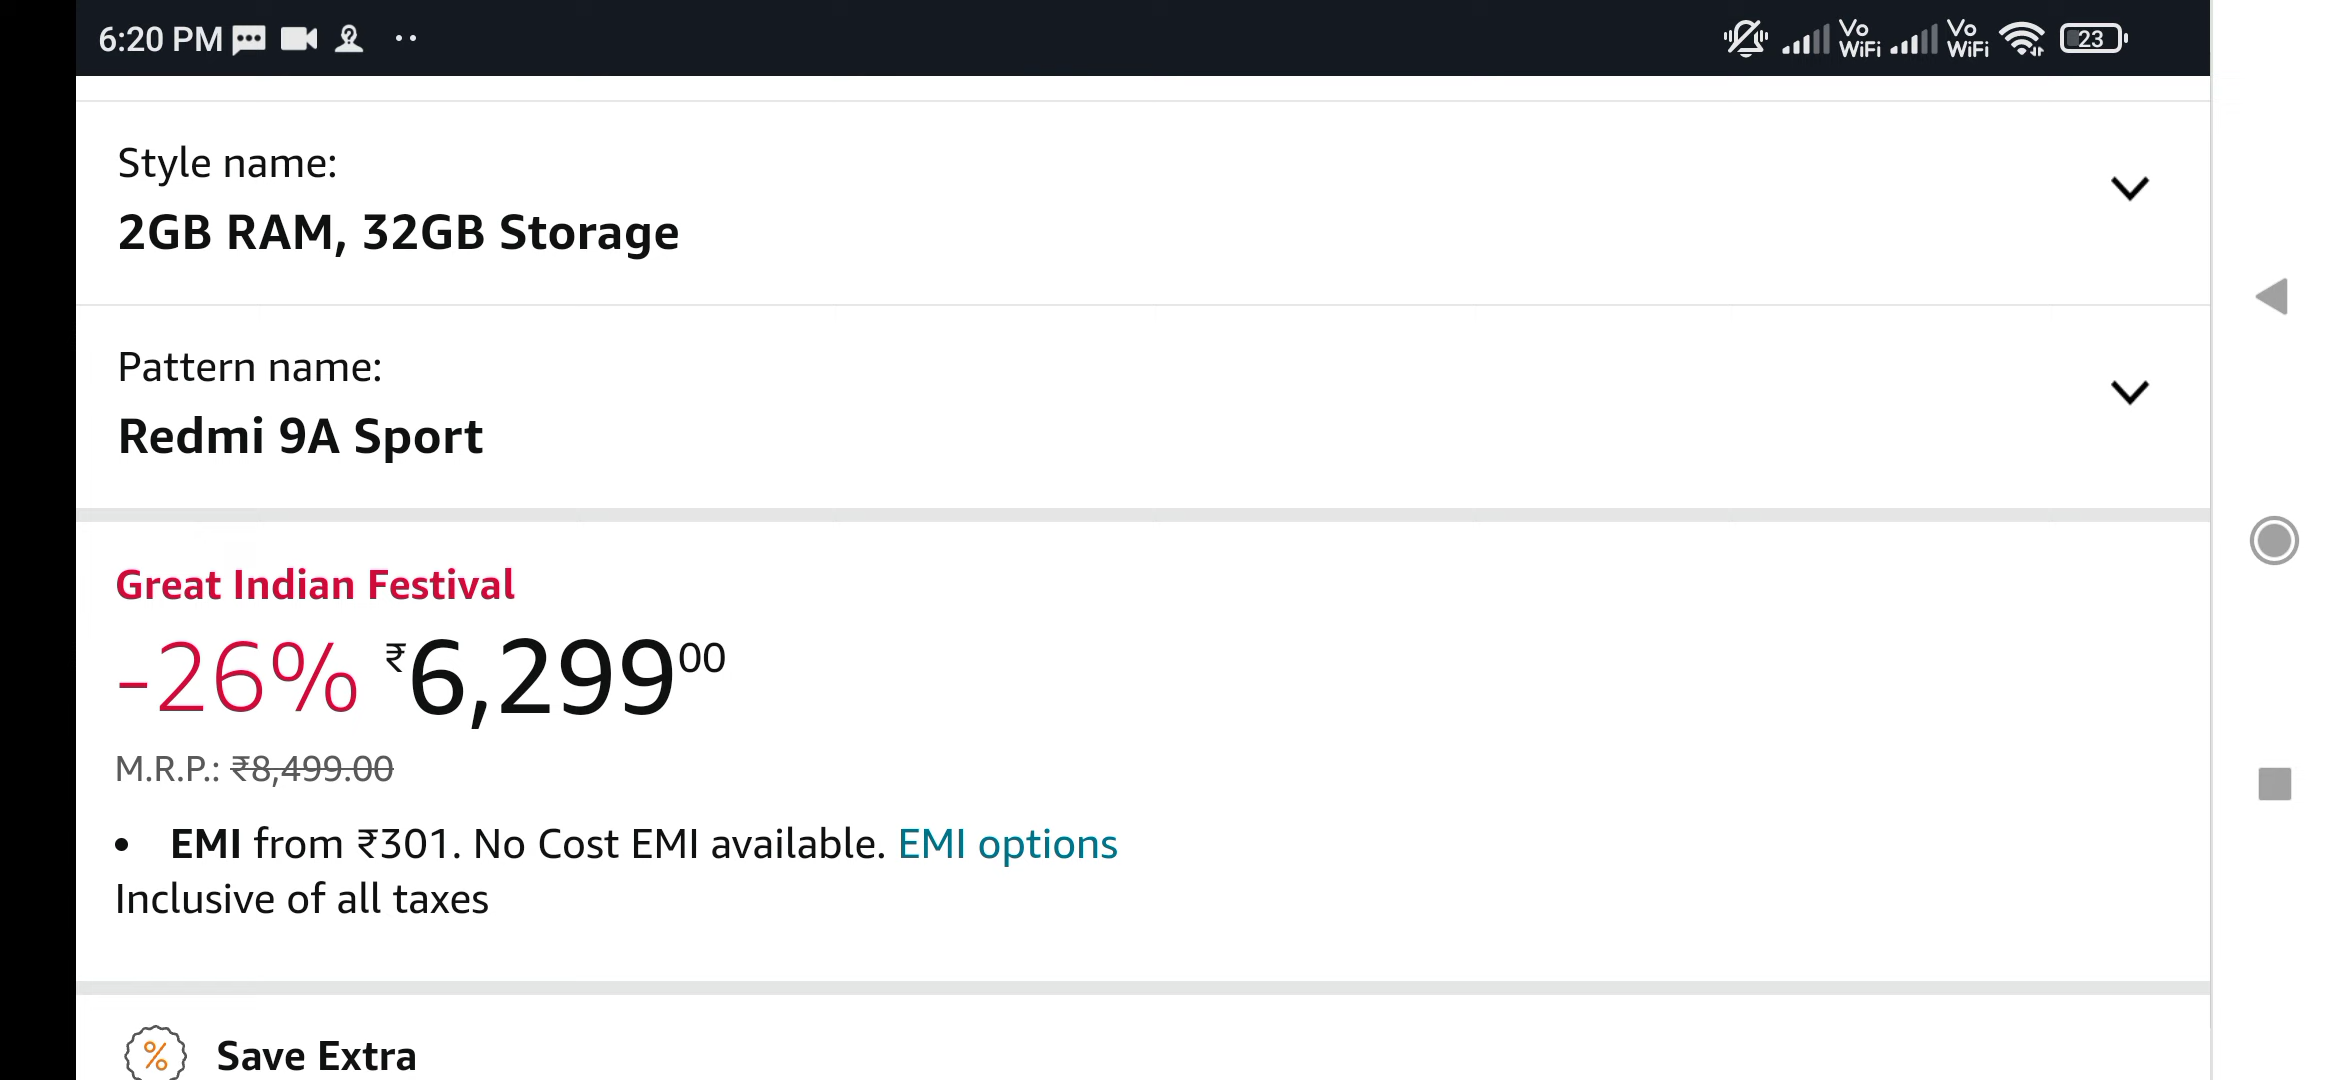 6:20 PM
Vo WiFi Vo WiFi 23
Style name:
2GB RAM, 32GB Storage
Pattern name:
Redmi 9A Sport
Great Indian Festival
-26% ₹6,29900
M.R.P.: ₹8,499.00
• EMI from ₹301. No Cost EMI available. EMI options
Inclusive of all taxes
% Save Extra